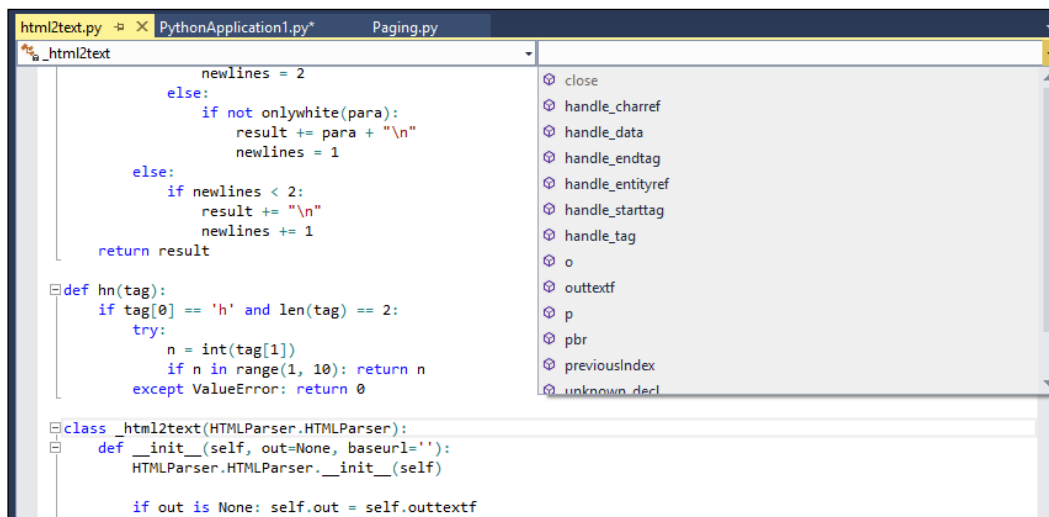 html2text.py PythonApplication1.py* Paging.py
_html2text
newlines = 2
else:
if not onlywhite(para):
result += para + "\n"
newlines = 1
else:
if newlines < 2:
result += "\n"
newlines += 1
return result
def hn(tag):
if tag[0] == 'h' and len(tag) == 2:
try:
n = int(tag[1])
if n in range(1, 10): return n
except ValueError: return 0
class _html2text(HTMLParser.HTMLParser):
def __init__(self, out=None, baseurl=''):
HTMLParser.HTMLParser.__init__(self)
if out is None: self.out = self.outtextf
close
handle_charref
handle_data
handle_endtag
handle_entityref
handle_starttag
handle_tag
o
outtextf
p
pbr
previousIndex
unknown_decl